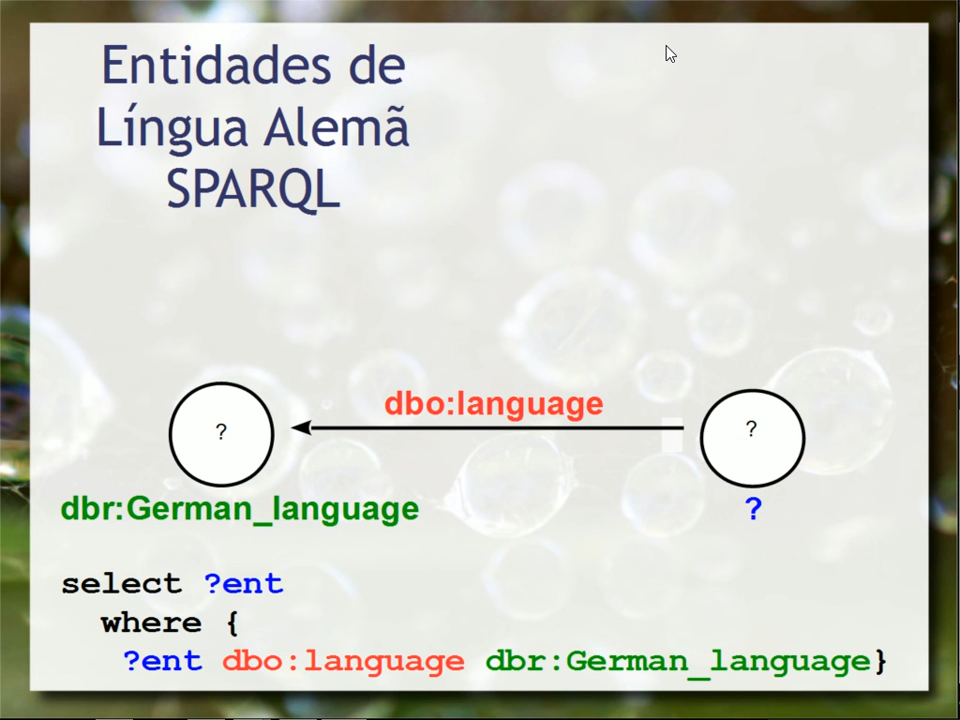 Entidades de
Língua Alemã
SPARQL
dbo:language
? ?
dbr:German_language ?
select ?ent
where {
?ent dbo:language dbr:German_language}